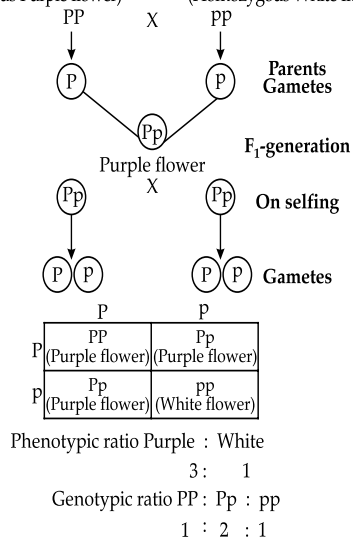 PP X pp
P p Parents
Gametes
Pp F1-generation
Purple flower
X
Pp Pp On selfing
P p P p Gametes
P p
P PP Pp
(Purple flower) (Purple flower)
p Pp pp
(Purple flower) (White flower)
Phenotypic ratio Purple : White
3 : 1
Genotypic ratio PP : Pp : pp
1 : 2 : 1